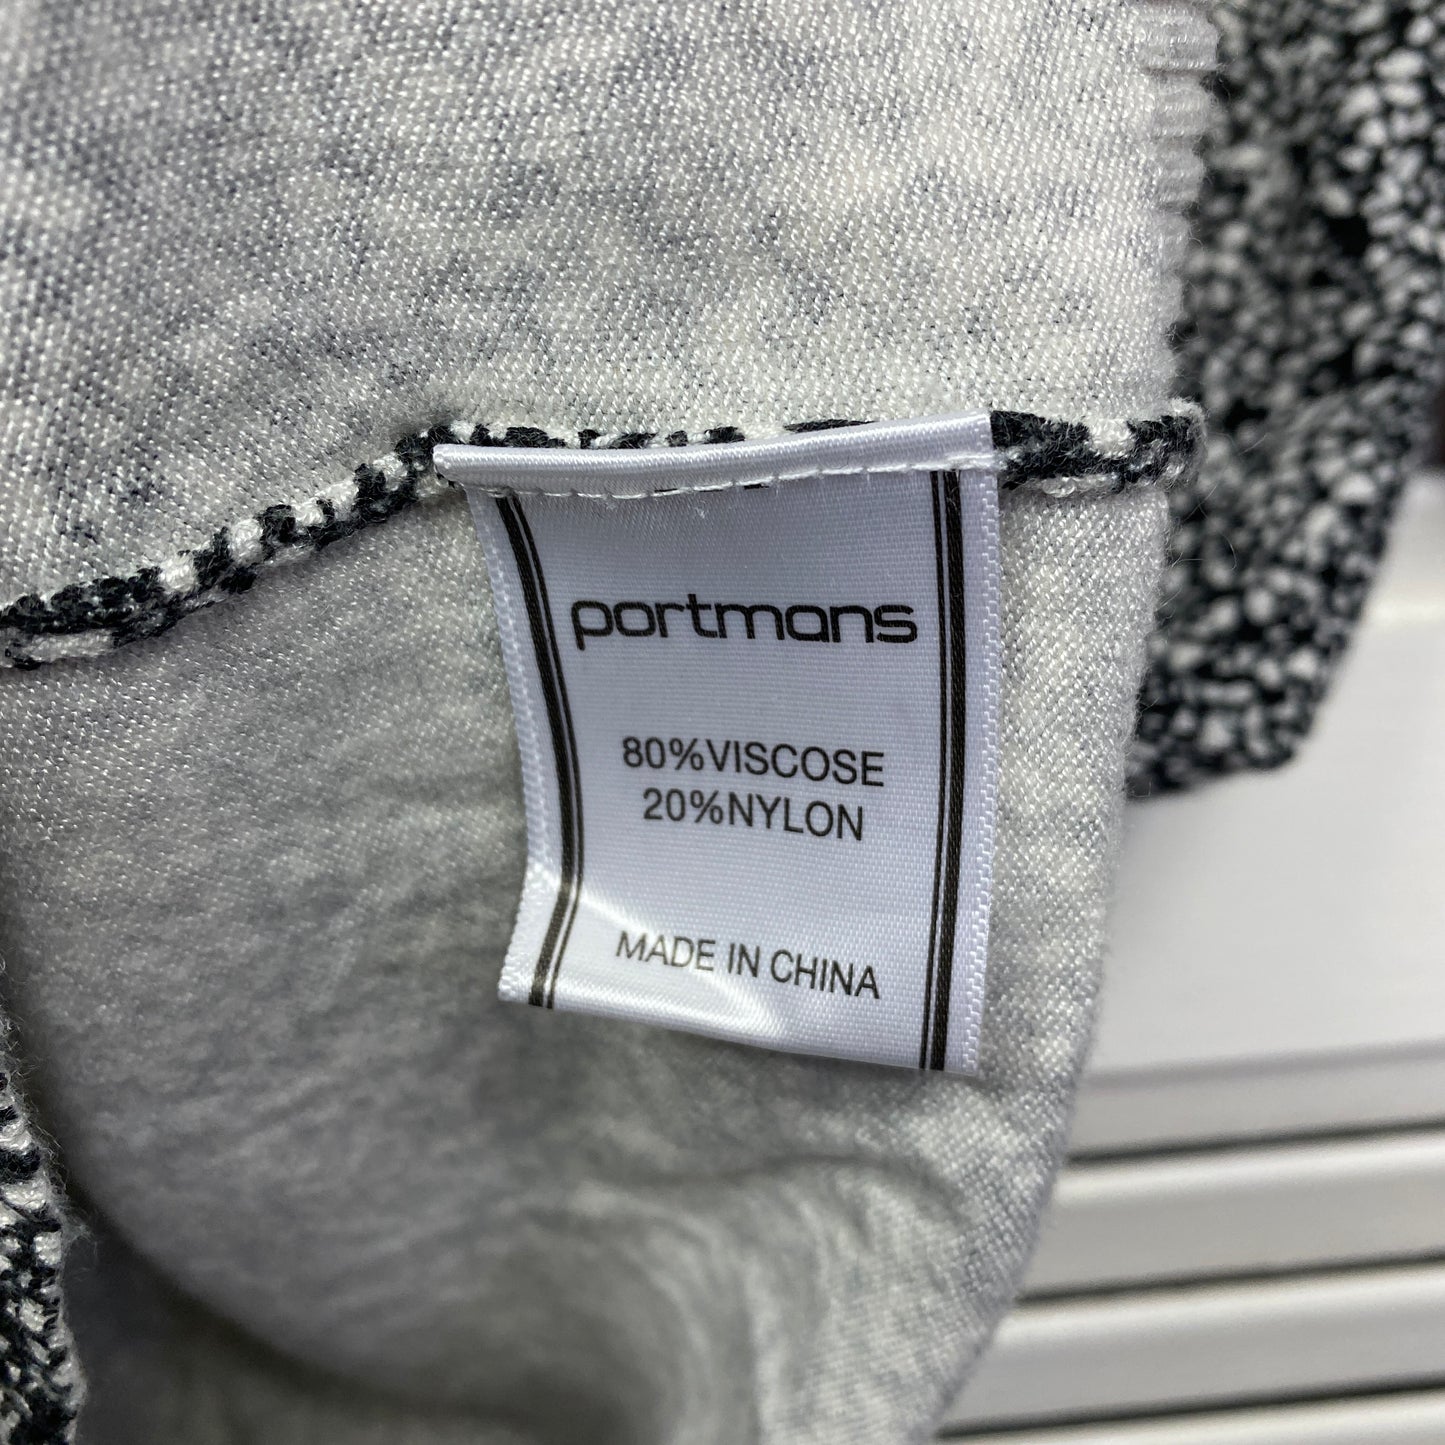 portmans
80%VISCOSE
20%NYLON
MADE IN CHINA